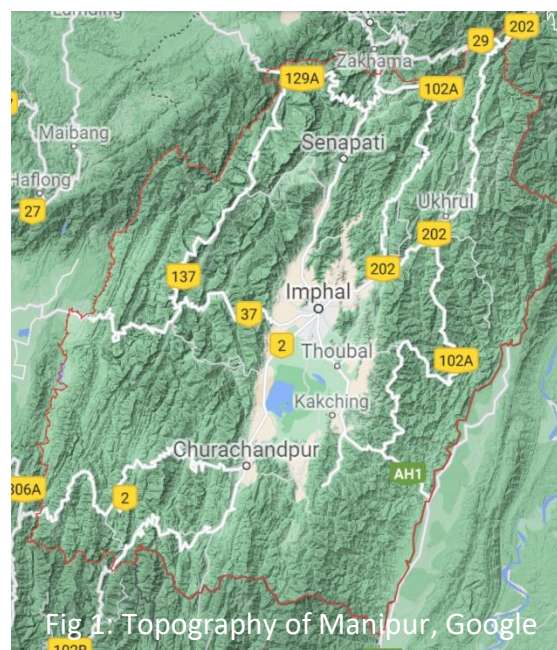 202
29
Zakhama
129A
102A
Maibang
Senapati
Haflong
27
Ukhrul
202
202
137
37
Imphal
2
Thoubal
102A
Kakching
Churachandpur
AH1
306A
2
Fig 1: Topography of Manipur, Google